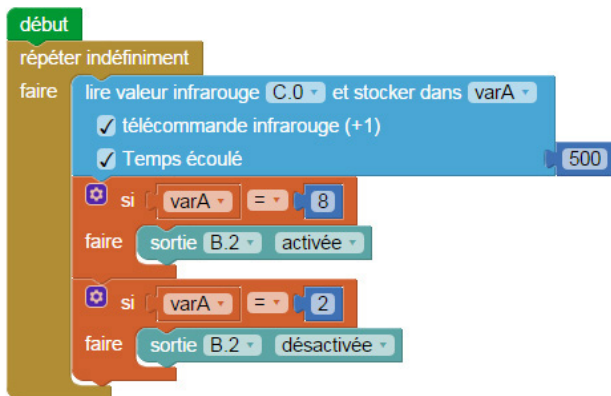 début
répéter indéfiniment
faire lire valeur infrarouge C.0 et stocker dans varA
télécommande infrarouge (+1)
Temps écoulé 500
si varA = 8
faire sortie B.2 activée
si varA = 2
faire sortie B.2 désactivée